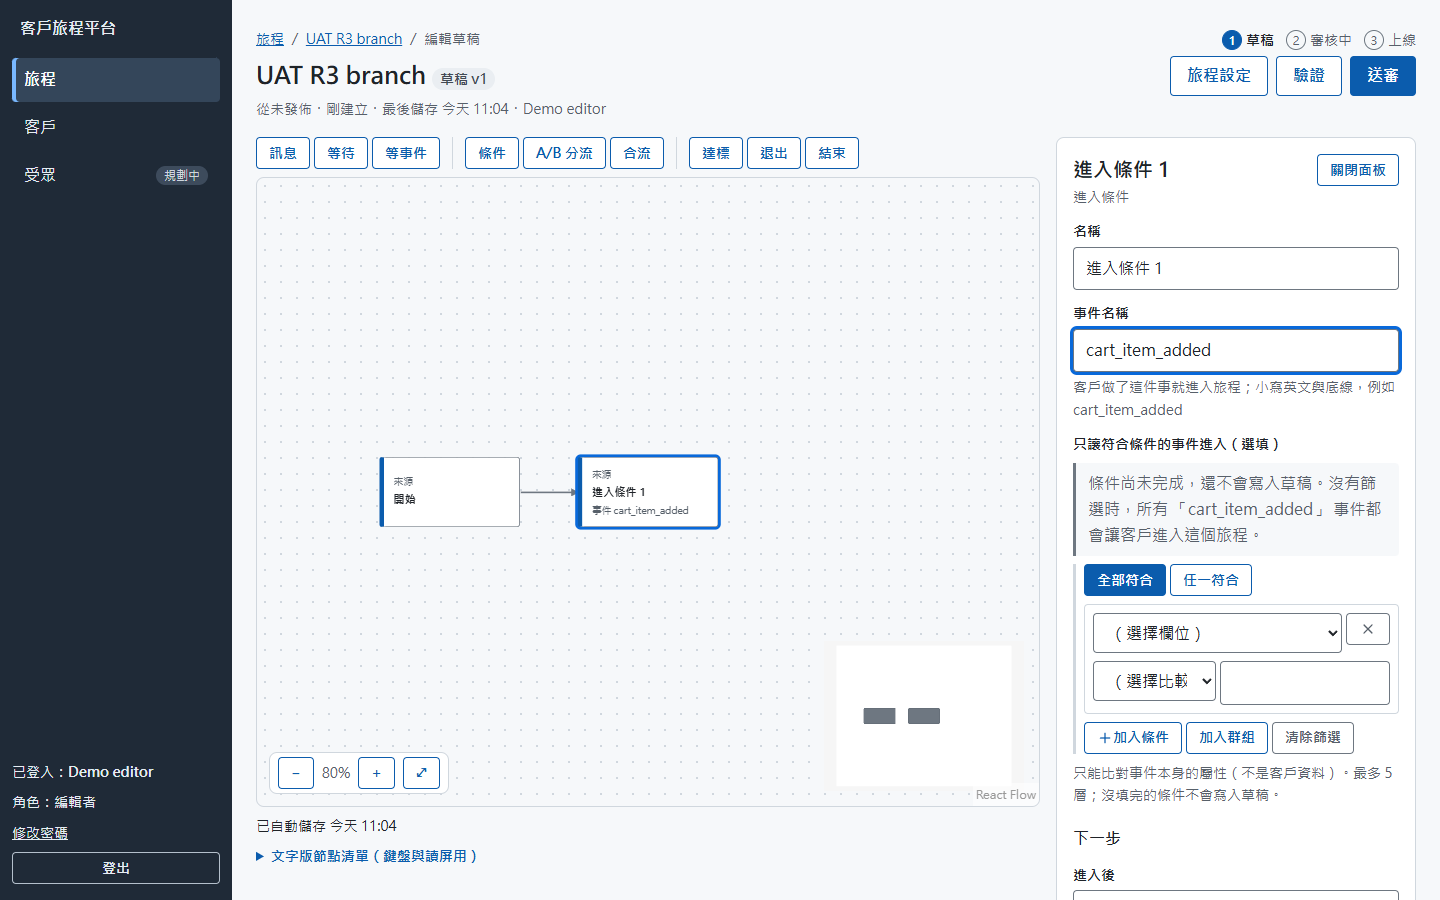 客戶旅程平台
旅程
客戶
受眾 規劃中
已登入：Demo editor
角色：編輯者
修改密碼
登出
旅程 / UAT R3 branch / 編輯草稿
UAT R3 branch 草稿 v1
從未發佈 · 剛建立 · 最後儲存 今天 11:04 · Demo editor
1 草稿 2 審核中 3 上線
旅程設定 驗證 送審
訊息 等待 等事件 條件 A/B 分流 合流 達標 退出 結束
來源
開始
來源
進入條件 1
事件 cart_item_added
− 80% +
React Flow
已自動儲存 今天 11:04
▶ 文字版節點清單（鍵盤與讀屏用）
進入條件 1 關閉面板
進入條件
名稱
進入條件 1
事件名稱
cart_item_added
客戶做了這件事就進入旅程；小寫英文與底線，例如
cart_item_added
只讓符合條件的事件進入（選填）
條件尚未完成，還不會寫入草稿。沒有篩
選時，所有「cart_item_added」事件都
會讓客戶進入這個旅程。
全部符合 任一符合
（選擇欄位） ×
（選擇比較
＋加入條件 加入群組 清除篩選
只能比對事件本身的屬性（不是客戶資料）。最多 5
層；沒填完的條件不會寫入草稿。
下一步
進入後